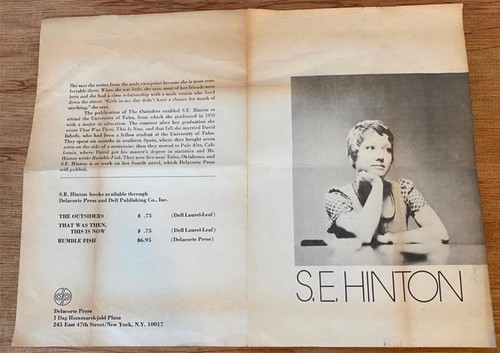 She says she writes from the male viewpoint because she is most com-
fortable there. When she was little, she says, most of her friends were
boys and she had a close relationship with a male cousin who lived
down the street. "Girls in my day didn't have a chance for much of
anything," she says.
The publication of The Outsiders enabled S.E. Hinton to
attend the University of Tulsa, from which she graduated in 1970
with a major in education. The summer after her graduation she
wrote That Was Then, This Is Now, and that fall she married David
Inhofe, who had been a fellow student at the University of Tulsa.
They spent six months in southern Spain, where they bought seven
acres on the side of a mountain; then they moved to Palo Alto, Cali-
fornia, where David got his master's degree in statistics and Ms.
Hinton wrote Rumble Fish. They now live near Tulsa, Oklahoma, and
S.E. Hinton is at work on her fourth novel, which Delacorte Press
will publish.
S.E. Hinton books available through
Delacorte Press and Dell Publishing Co., Inc.
THE OUTSIDERS $ .75 (Dell Laurel-Leaf)
THAT WAS THEN,
THIS IS NOW $ .75 (Dell Laurel-Leaf)
RUMBLE FISH $6.95 (Delacorte Press)
Delacorte Press
1 Dag Hammarskjold Plaza
245 East 47th Street/New York, N.Y. 10017
S.E. HINTON